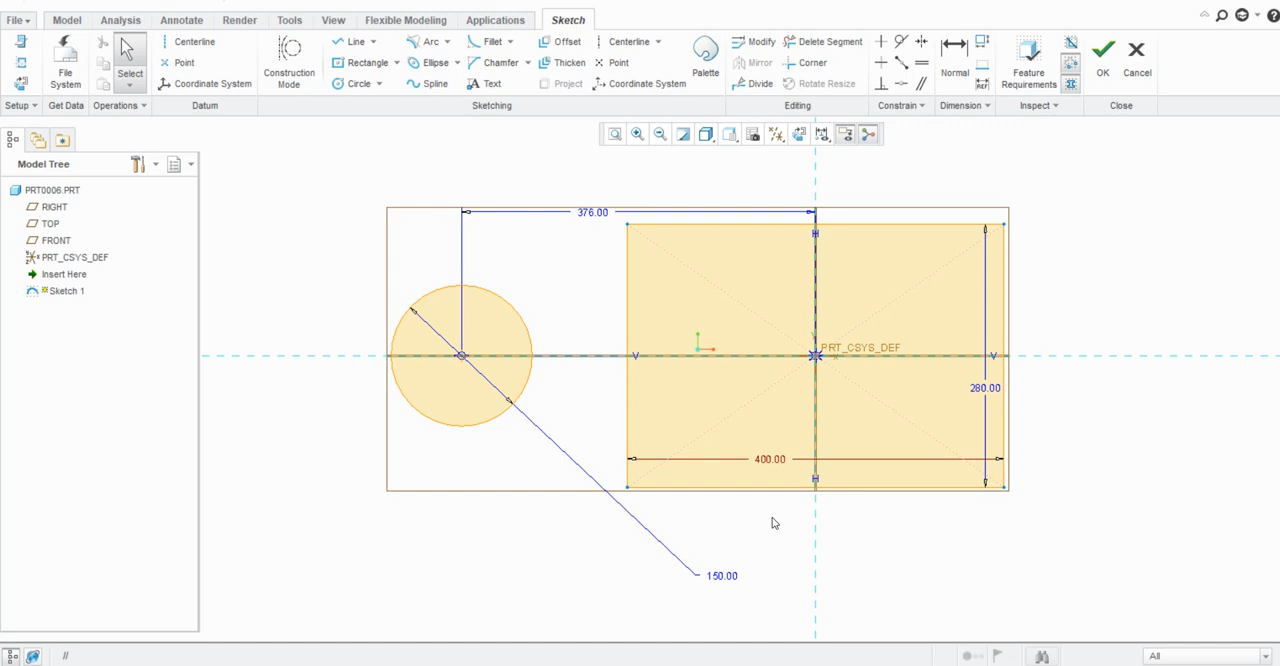 File Model Analysis Annotate Render Tools View Flexible Modeling Applications Sketch
Centerline Line Arc Fillet Offset Centerline Modify Delete Segment
File System Select Point Construction Mode Rectangle Ellipse Chamfer Thicken Point Palette Mirror Corner Normal Feature Requirements OK Cancel
Coordinate System Circle Spline Text Project Coordinate System Divide Rotate Resize REF
Setup Get Data Operations Datum Sketching Editing Constrain Dimension Inspect Close
Model Tree
PRT0006.PRT
RIGHT
TOP
FRONT
PRT_CSYS_DEF
Insert Here
Sketch 1
376.00
H
V PRT_CSYS_DEF V
280.00
400.00
H
150.00
// All